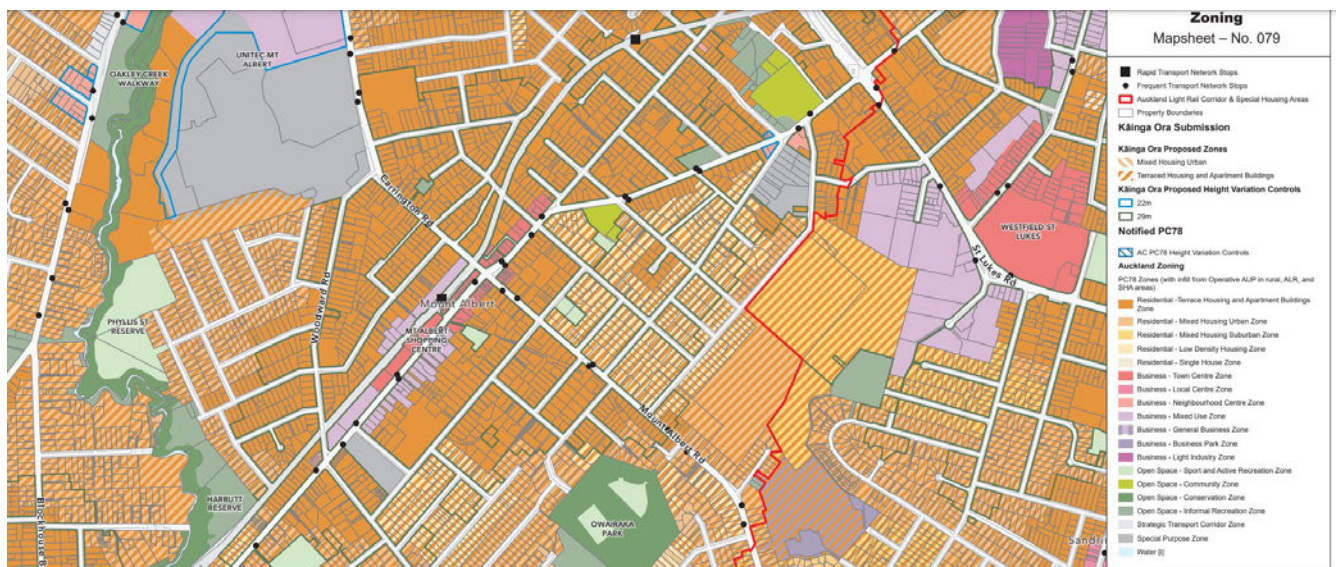 Zoning
Mapsheet – No. 079
Rapid Transport Network Stops
Frequent Transport Network Stops
Auckland Light Rail Corridor & Special Housing Areas
Property Boundaries
Kāinga Ora Submission
Kāinga Ora Proposed Zones
Mixed Housing Urban
Terraced Housing and Apartment Buildings
Kāinga Ora Proposed Height Variation Controls
22m
29m
Notified PC78
AC PC78 Height Variation Controls
Auckland Zoning
PC78 Zones (with infill from Operative AUP in rural, ALR, and
SHA areas)
Residential -Terrace Housing and Apartment Buildings
Zone
Residential - Mixed Housing Urban Zone
Residential - Mixed Housing Suburban Zone
Residential - Low Density Housing Zone
Residential - Single House Zone
Business - Town Centre Zone
Business - Local Centre Zone
Business - Neighbourhood Centre Zone
Business - Mixed Use Zone
Business - General Business Zone
Business - Business Park Zone
Business - Light Industry Zone
Open Space - Sport and Active Recreation Zone
Open Space - Community Zone
Open Space - Conservation Zone
Open Space - Informal Recreation Zone
Strategic Transport Corridor Zone
Special Purpose Zone
Water [i]
UNITEC MT
ALBERT
OAKLEY CREEK
WALKWAY
Carrington Rd
WESTFIELD ST
LUKES
St Lukes Rd
Woodward Rd
Mount Albert
PHYLLIS ST
RESERVE
MT ALBERT
SHOPPING
CENTRE
Mount Albert Rd
HARBUTT
RESERVE
OWAIRAKA
PARK
Blockhouse B
Sandri